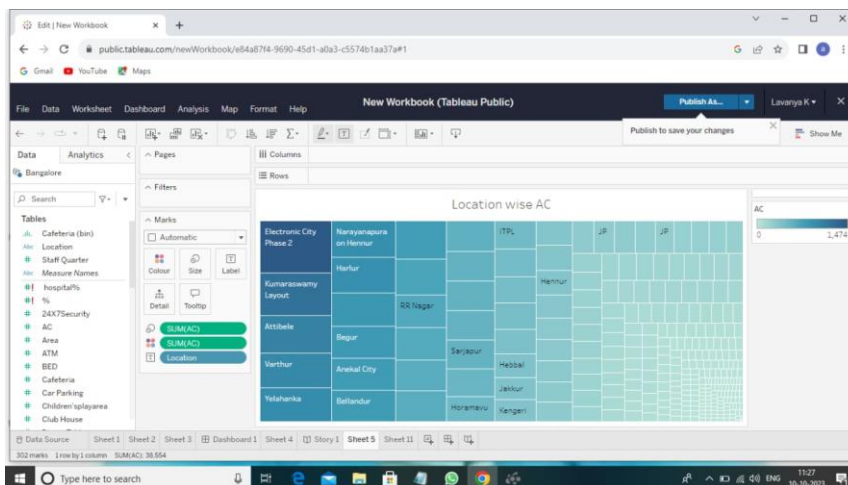 Edit | New Workbook
public.tableau.com/newWorkbook/e84a87f4-9690-45d1-a0a3-c5574b1aa37a#1
Gmail YouTube Maps
File Data Worksheet Dashboard Analysis Map Format Help
New Workbook (Tableau Public)
Publish As...
Lavanya K
Publish to save your changes
Show Me
Data Analytics
Bangalore
Search
Tables
Cafeteria (bin)
Abc Location
# Staff Quarter
Abc Measure Names
hospital%
%
# 24X7Security
# AC
# Area
# ATM
# BED
# Cafeteria
# Car Parking
# Children'splayarea
# Club House
Pages
Filters
Marks
Automatic
Colour Size Label
Detail Tooltip
SUM(AC)
SUM(AC)
Location
Columns
Rows
Location wise AC
Electronic City
Phase 2
Kumaraswamy
Layout
Attibele
Varthur
Yelahanka
Narayanapura
on Hennur
Harlur
Begur
Anekal City
Bellandur
RR Nagar
Sarjapur
Horamavu
ITPL
Hebbal
Jakkur
Kengeri
Hennur
JP
JP
AC
0 1,474
Data Source Sheet 1 Sheet 2 Sheet 3 Dashboard 1 Sheet 4 Story 1 Sheet 5 Sheet 11
302 marks 1 row by 1 column SUM(AC): 38,554
Type here to search
ENG
11:27
10-10-2023